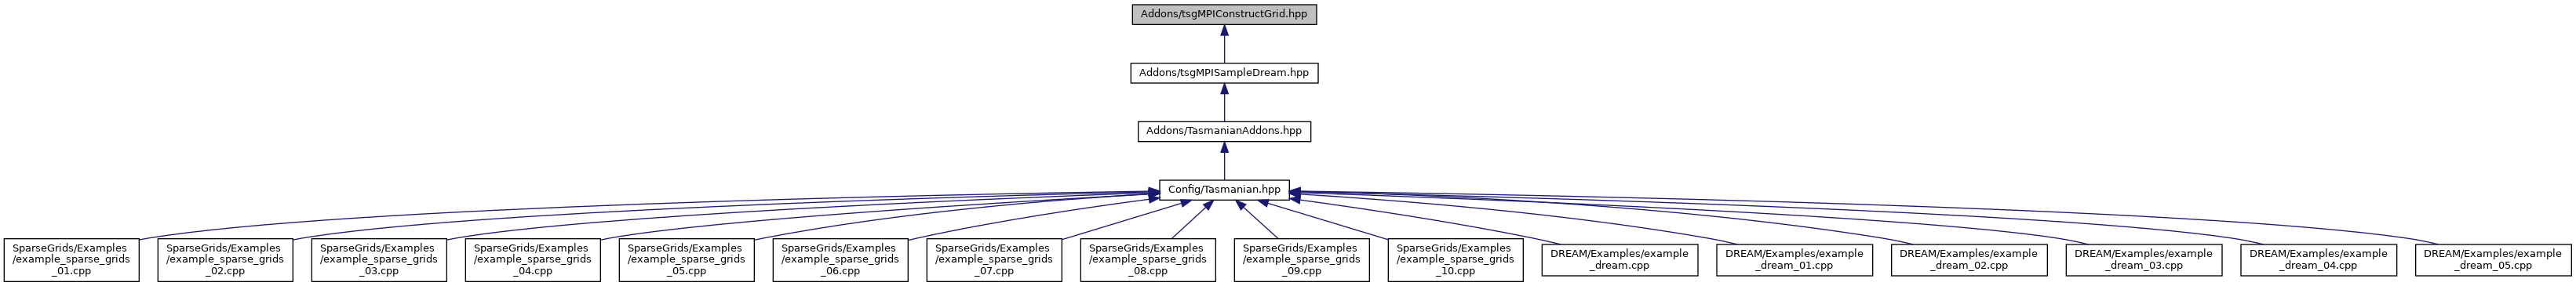 Addons/tsgMPIConstructGrid.hpp
Addons/tsgMPISampleDream.hpp
Addons/TasmanianAddons.hpp
Config/Tasmanian.hpp
SparseGrids/Examples
/example_sparse_grids
_01.cpp
SparseGrids/Examples
/example_sparse_grids
_02.cpp
SparseGrids/Examples
/example_sparse_grids
_03.cpp
SparseGrids/Examples
/example_sparse_grids
_04.cpp
SparseGrids/Examples
/example_sparse_grids
_05.cpp
SparseGrids/Examples
/example_sparse_grids
_06.cpp
SparseGrids/Examples
/example_sparse_grids
_07.cpp
SparseGrids/Examples
/example_sparse_grids
_08.cpp
SparseGrids/Examples
/example_sparse_grids
_09.cpp
SparseGrids/Examples
/example_sparse_grids
_10.cpp
DREAM/Examples/example
_dream.cpp
DREAM/Examples/example
_dream_01.cpp
DREAM/Examples/example
_dream_02.cpp
DREAM/Examples/example
_dream_03.cpp
DREAM/Examples/example
_dream_04.cpp
DREAM/Examples/example
_dream_05.cpp